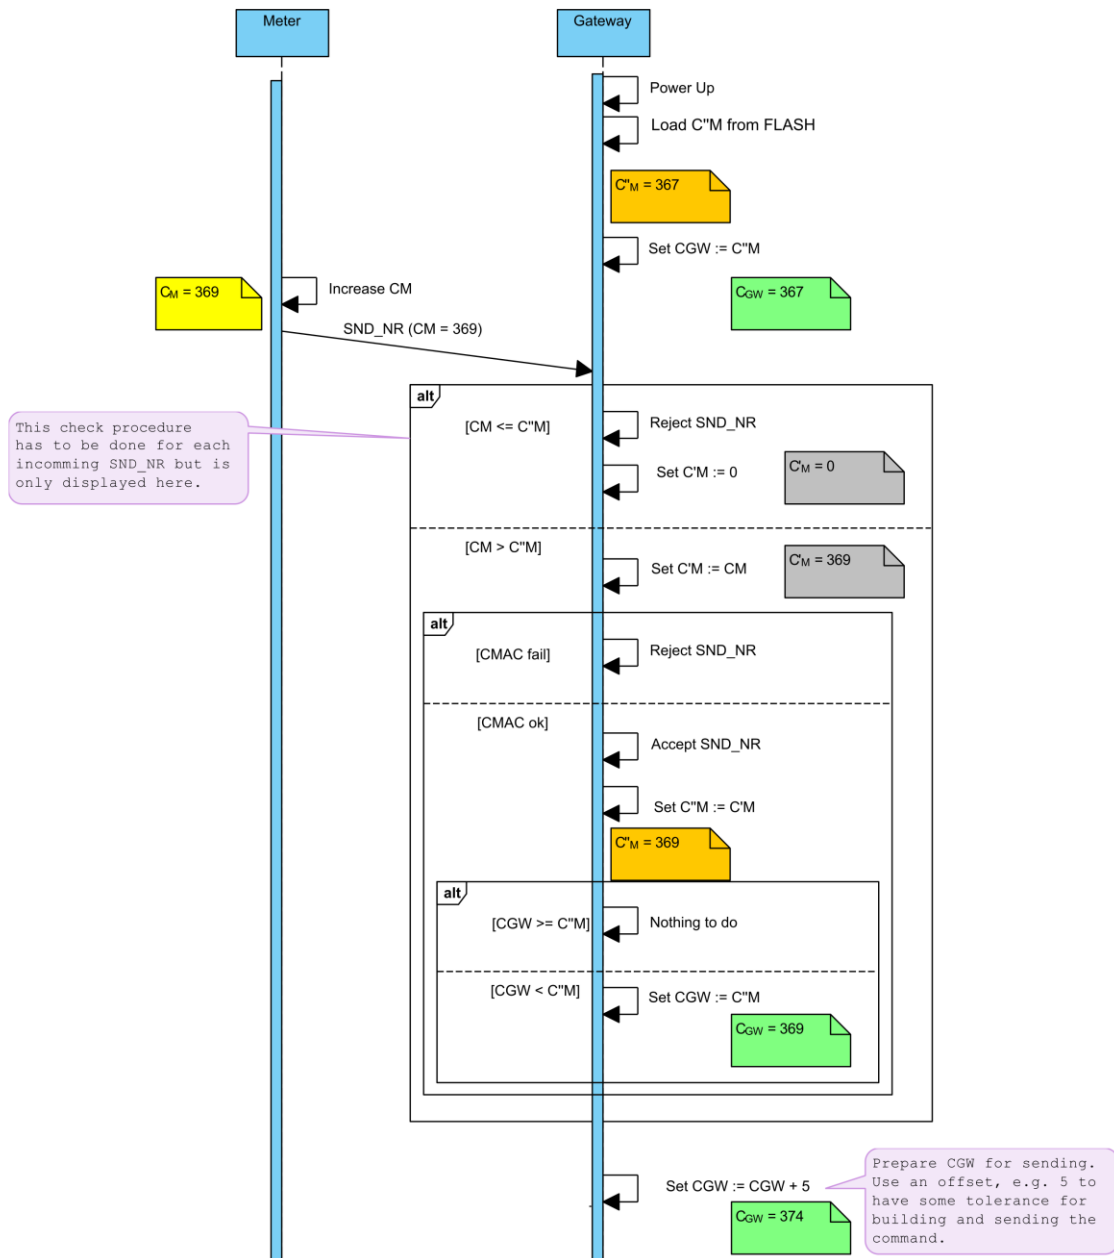 Meter
Gateway
Power Up
Load C"M from FLASH
C"M = 367
Set CGW := C"M
CM = 369
Increase CM
CGW = 367
SND_NR (CM = 369)
alt
This check procedure
has to be done for each
incomming SND_NR but is
only displayed here.
[CM <= C"M]
Reject SND_NR
Set C'M := 0
C'M = 0
[CM > C"M]
Set C'M := CM
C'M = 369
alt
[CMAC fail]
Reject SND_NR
[CMAC ok]
Accept SND_NR
Set C"M := C'M
C"M = 369
alt
[CGW >= C"M]
Nothing to do
[CGW < C"M]
Set CGW := C"M
CGW = 369
Set CGW := CGW + 5
Prepare CGW for sending.
Use an offset, e.g. 5 to
have some tolerance for
building and sending the
command.
CGW = 374